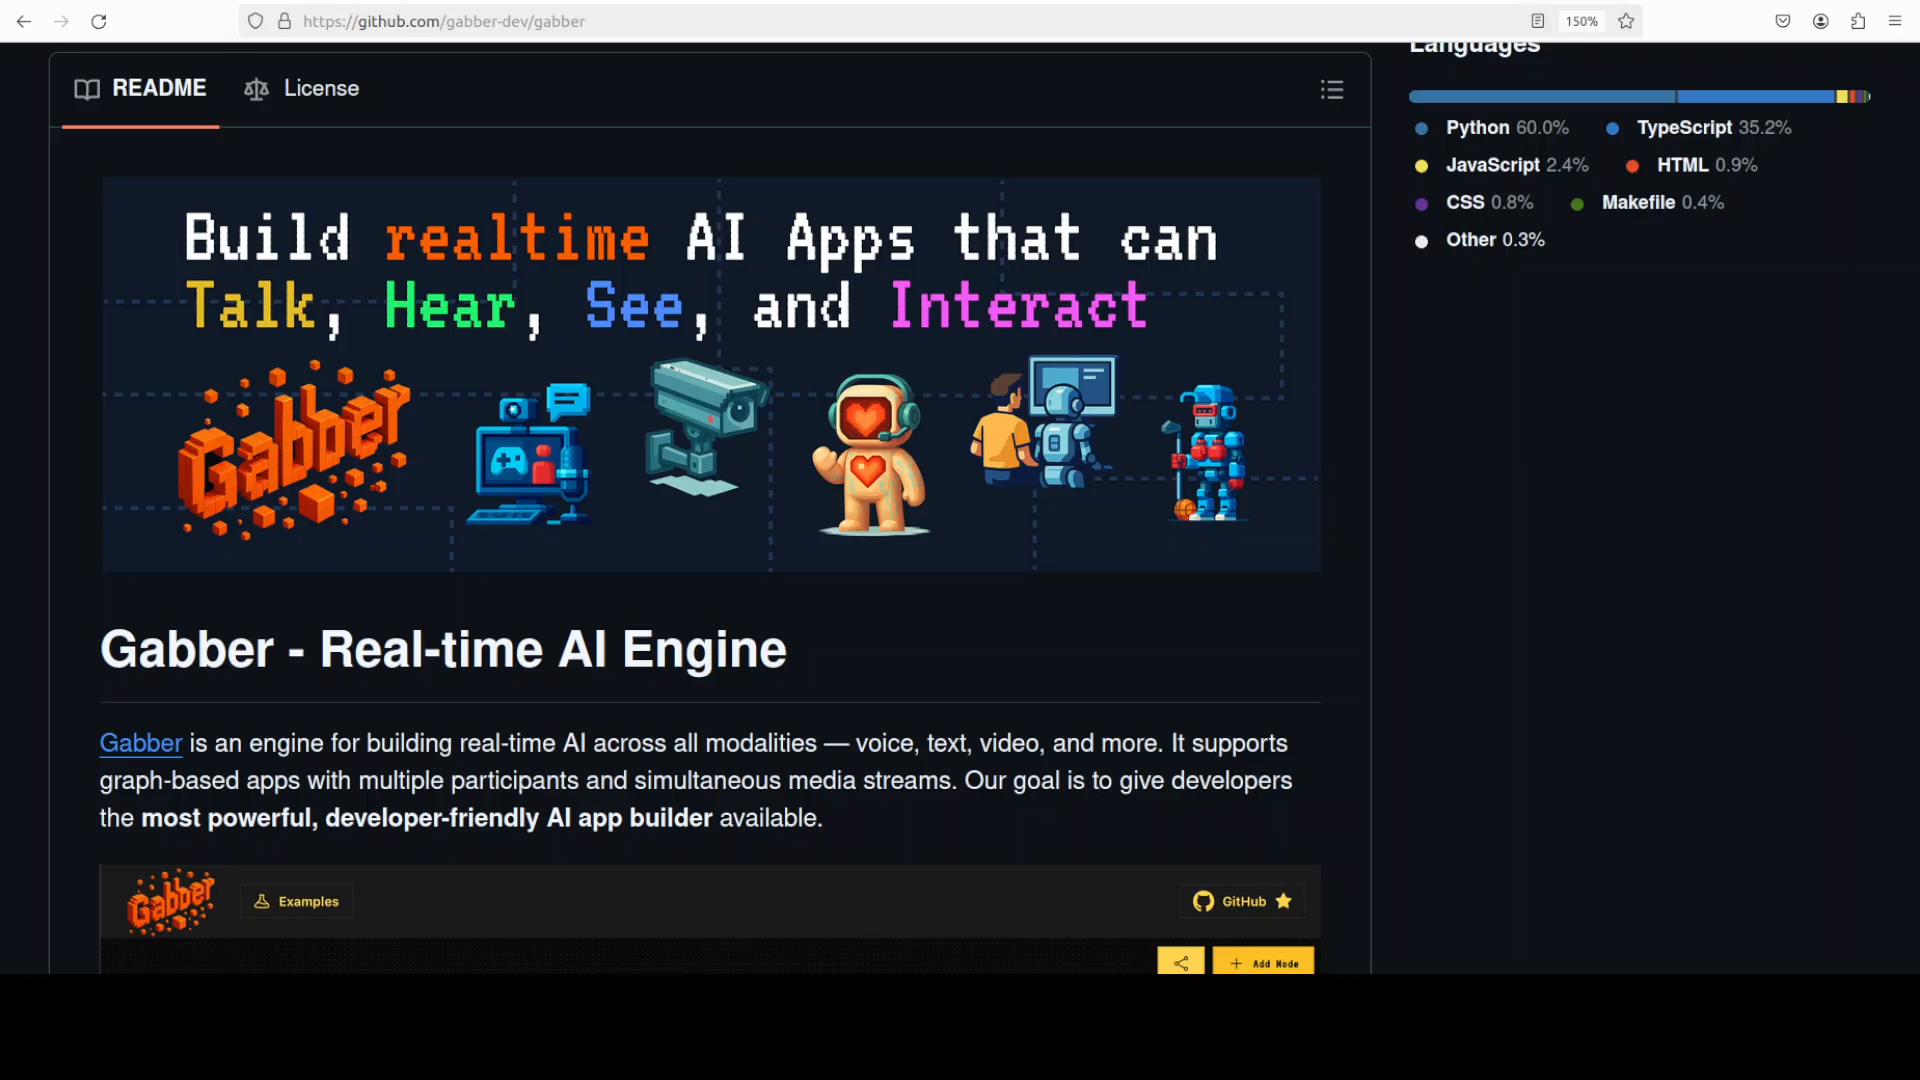 https://github.com/gabber-dev/gabber
150%
README
License
Build realtime AI Apps that can
Talk, Hear, See, and Interact
Gabber
Gabber - Real-time AI Engine
Gabber is an engine for building real-time AI across all modalities — voice, text, video, and more. It supports
graph-based apps with multiple participants and simultaneous media streams. Our goal is to give developers
the most powerful, developer-friendly AI app builder available.
Gabber
Examples
GitHub
Add Node
Languages
Python 60.0%
TypeScript 35.2%
JavaScript 2.4%
HTML 0.9%
CSS 0.8%
Makefile 0.4%
Other 0.3%